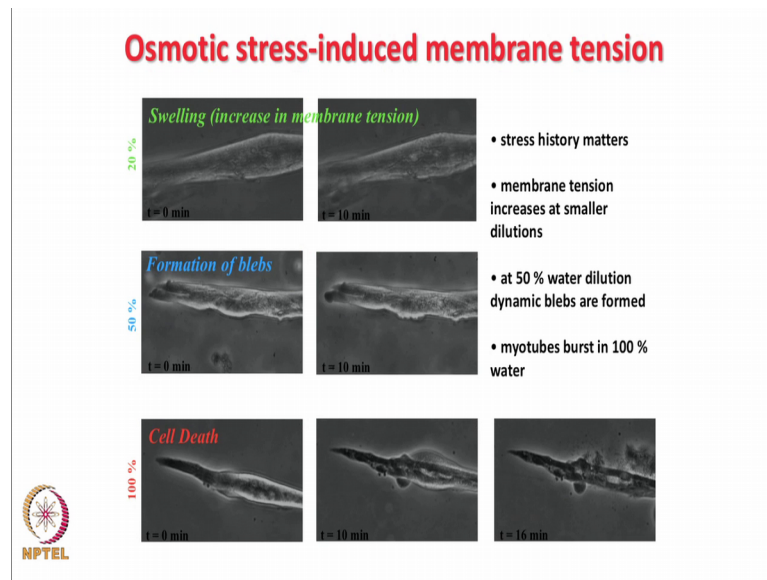 Osmotic stress-induced membrane tension
Swelling (increase in membrane tension)
20 %
t = 0 min
t = 10 min
• stress history matters
• membrane tension
increases at smaller
dilutions
Formation of blebs
50 %
t = 0 min
t = 10 min
• at 50 % water dilution
dynamic blebs are formed
• myotubes burst in 100 %
water
Cell Death
100 %
t = 0 min
t = 10 min
t = 16 min
NPTEL